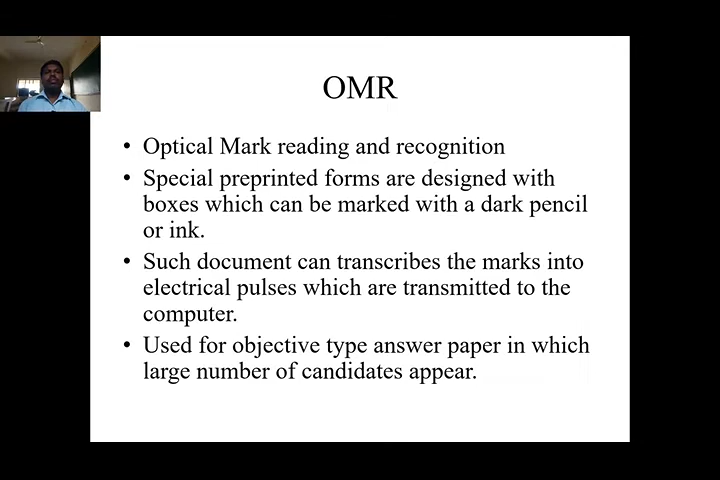 OMR
• Optical Mark reading and recognition
• Special preprinted forms are designed with
boxes which can be marked with a dark pencil
or ink.
• Such document can transcribes the marks into
electrical pulses which are transmitted to the
computer.
• Used for objective type answer paper in which
large number of candidates appear.